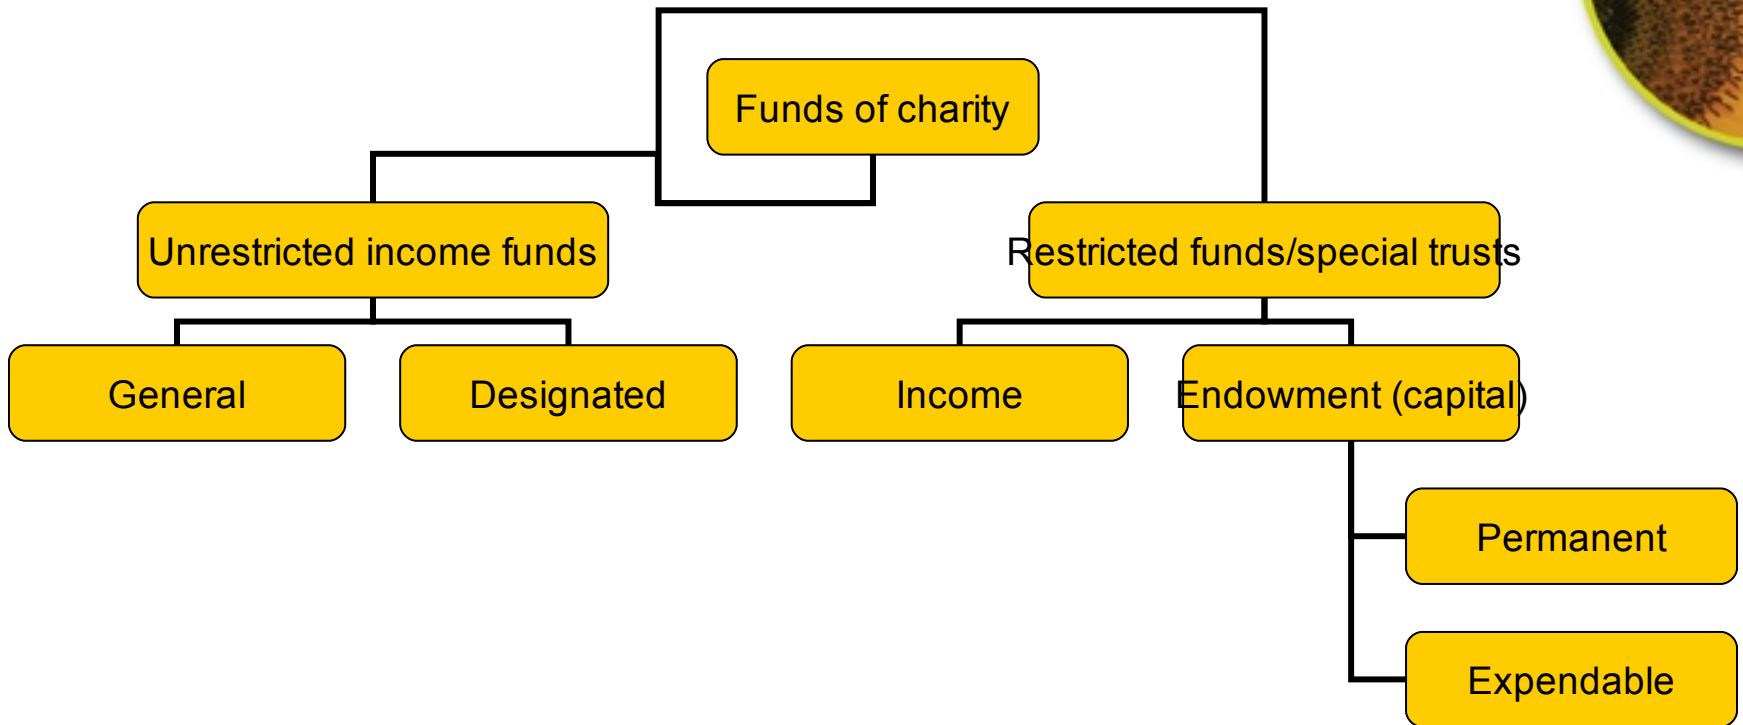 Funds of charity
Unrestricted income funds
Restricted funds/special trusts
General
Designated
Income
Endowment (capital)
Permanent
Expendable